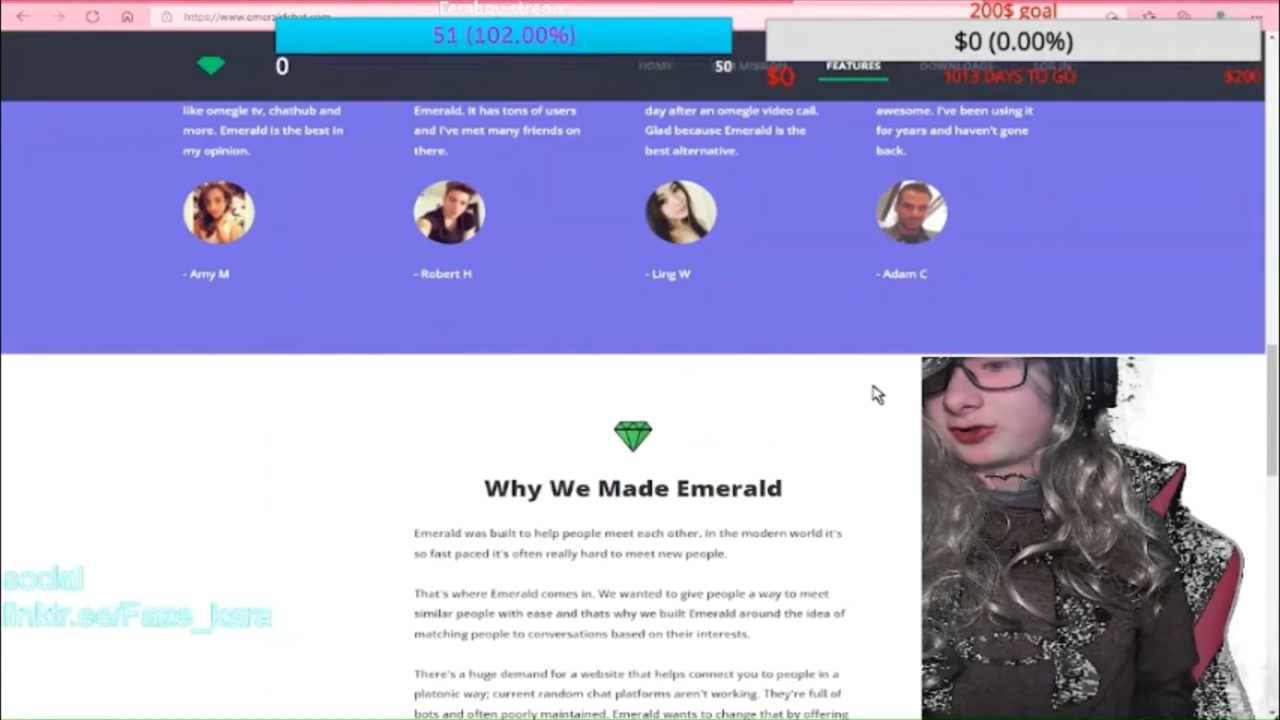 Femboy stream
200$ goal
https://www.emeraldchat.com
51 (102.00%)
$0 (0.00%)
0
HOME
50
FEATURES
DOWNLOADS
LOG IN
$0
1013 DAYS TO GO
$200
like omegle tv, chathub and
more. Emerald is the best in
my opinion.
Emerald. It has tons of users
and I've met many friends on
there.
day after an omegle video call.
Glad because Emerald is the
best alternative.
awesome. I've been using it
for years and haven't gone
back.
- Amy M
- Robert H
- Ling W
- Adam C
Why We Made Emerald
Emerald was built to help people meet each other. In the modern world it's
so fast paced it's often really hard to meet new people.
That's where Emerald comes in. We wanted to give people a way to meet
similar people with ease and thats why we built Emerald around the idea of
matching people to conversations based on their interests.
There's a huge demand for a website that helps connect you to people in a
platonic way; current random chat platforms aren't working. They're full of
bots and often poorly maintained. Emerald wants to change that by offering
social
linktr.ee/Faze_kara